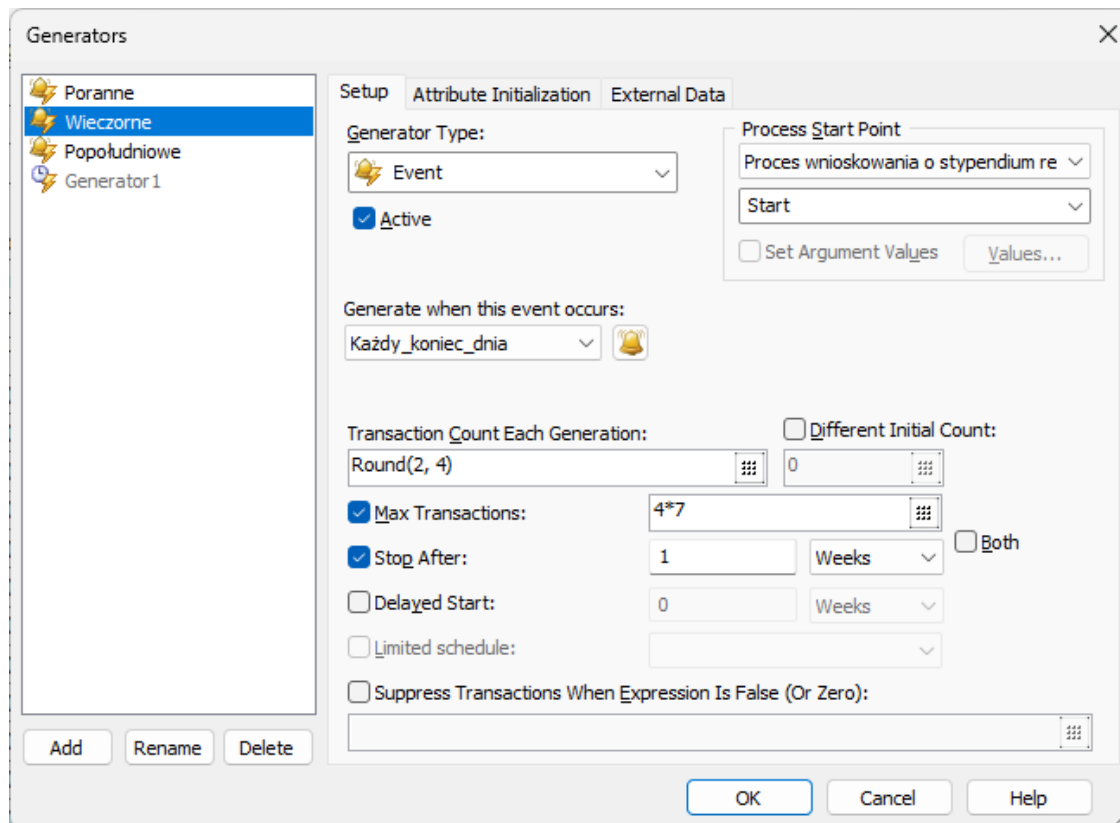 Generators
Poranne
Wieczorne
Popołudniowe
Generator1
Add
Rename
Delete
Setup
Attribute Initialization
External Data
Generator Type:
Event
Active
Process Start Point
Proces wnioskowania o stypendium re
Start
Set Argument Values
Values...
Generate when this event occurs:
Każdy_koniec_dnia
Transaction Count Each Generation:
Different Initial Count:
Round(2, 4)
0
Max Transactions:
4*7
Stop After:
1
Weeks
Both
Delayed Start:
0
Weeks
Limited schedule:
Suppress Transactions When Expression Is False (Or Zero):
OK
Cancel
Help